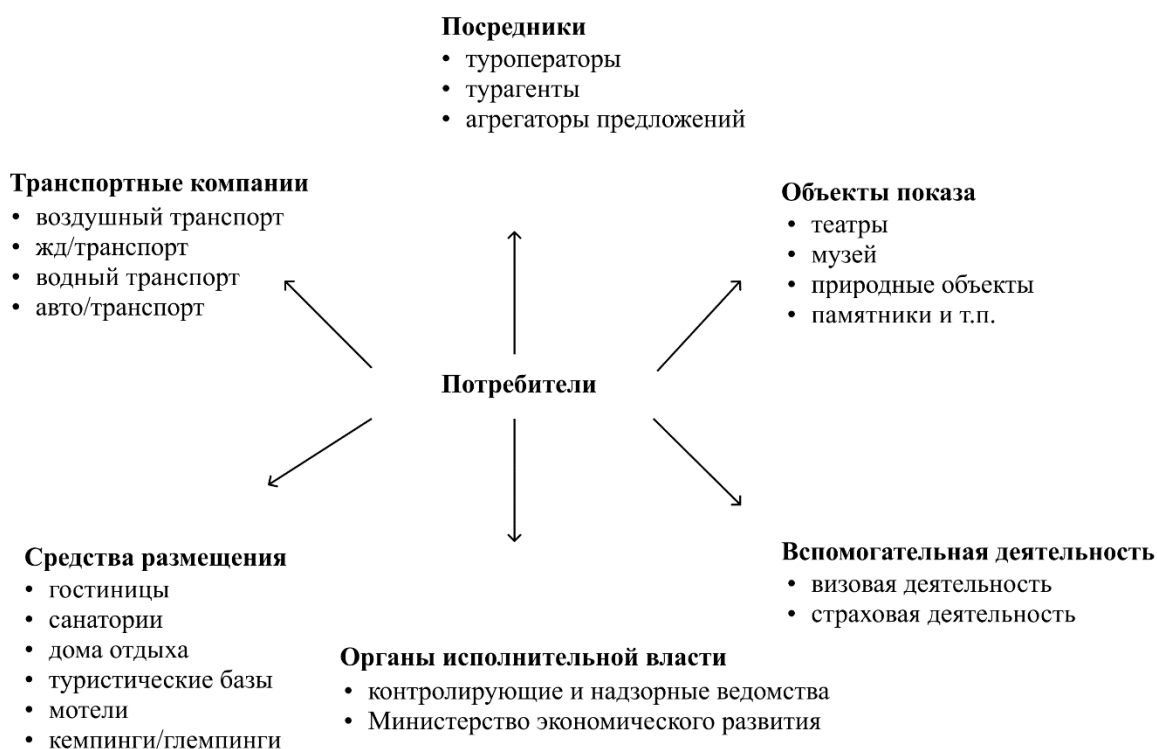 Посредники
• туроператоры
• турагенты
• агрегаторы предложений
Транспортные компании
• воздушный транспорт
• жд/транспорт
• водный транспорт
• авто/транспорт
Объекты показа
• театры
• музей
• природные объекты
• памятники и т.п.
Потребители
Средства размещения
• гостиницы
• санатории
• дома отдыха
• туристические базы
• мотели
• кемпинги/глемпинги
Органы исполнительной власти
• контролирующие и надзорные ведомства
• Министерство экономического развития
Вспомогательная деятельность
• визовая деятельность
• страховая деятельность